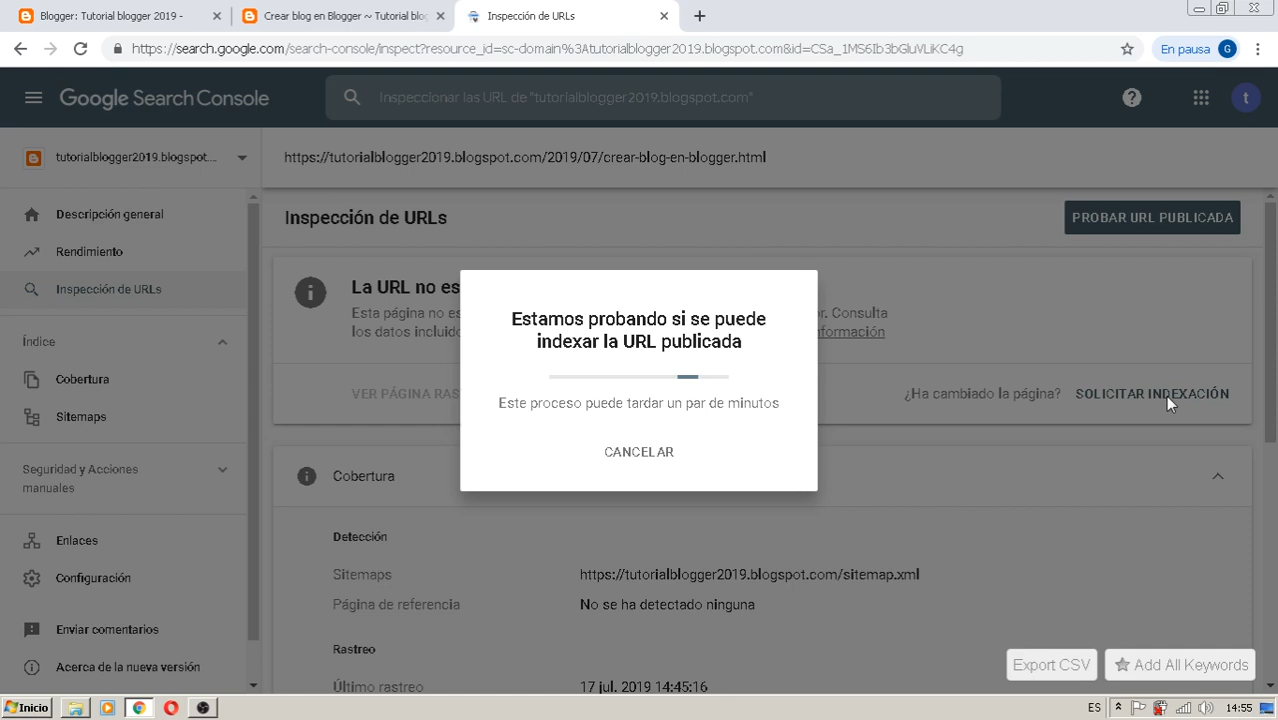 Blogger: Tutorial blogger 2019 -
Crear blog en Blogger ~ Tutorial blog
Inspección de URLs
https://search.google.com/search-console/inspect?resource_id=sc-domain%3Atutorialblogger2019.blogspot.com&id=CSa_1MS6Ib3bGluVLiKC4g
En pausa G
Google Search Console
Inspeccionar las URL de "tutorialblogger2019.blogspot.com"
t
tutorialblogger2019.blogspot...
https://tutorialblogger2019.blogspot.com/2019/07/crear-blog-en-blogger.html
Descripción general
Rendimiento
Inspección de URLs
Índice
Cobertura
Sitemaps
Seguridad y Acciones
manuales
Enlaces
Configuración
Enviar comentarios
Acerca de la nueva versión
Inspección de URLs
PROBAR URL PUBLICADA
La URL no es
Esta página no es
or. Consulta
los datos incluido
nformación
VER PÁGINA RAS
¿Ha cambiado la página?
SOLICITAR INDEXACIÓN
Estamos probando si se puede
indexar la URL publicada
Este proceso puede tardar un par de minutos
CANCELAR
Cobertura
Detección
Sitemaps
https://tutorialblogger2019.blogspot.com/sitemap.xml
Página de referencia
No se ha detectado ninguna
Rastreo
Último rastreo
17 jul. 2019 14:45:16
Export CSV
Add All Keywords
Inicio
ES
14:55